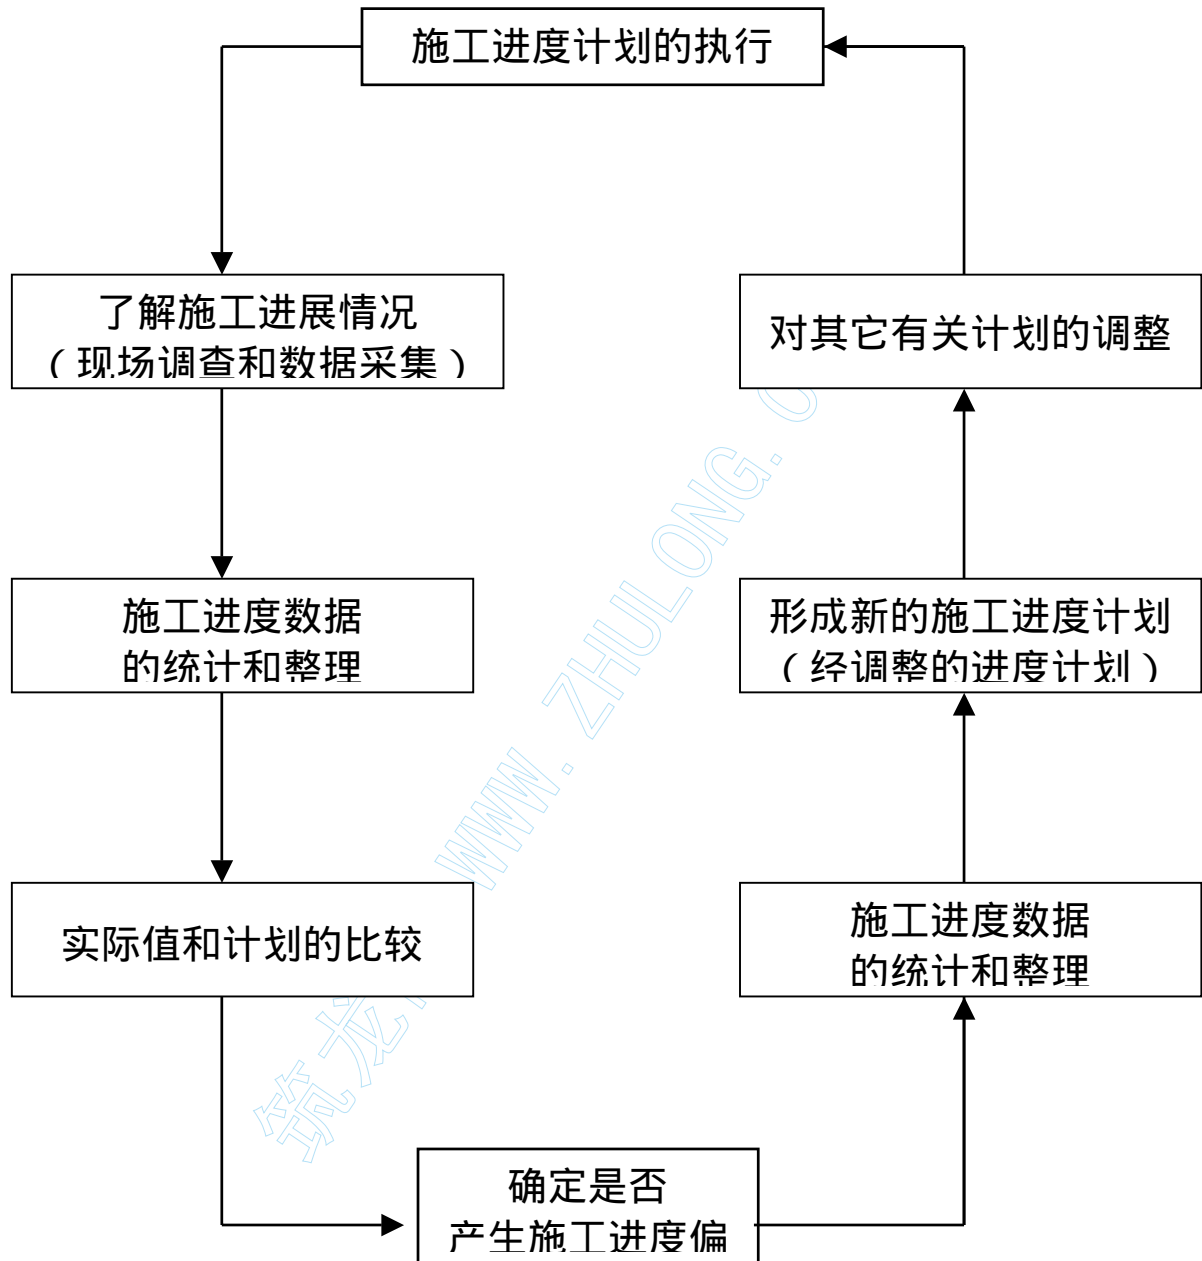 施工进度计划的执行
了解施工进展情况
（现场调查和数据采集）
对其它有关计划的调整
施工进度数据
的统计和整理
形成新的施工进度计划
（经调整的进度计划）
实际值和计划的比较
施工进度数据
的统计和整理
确定是否
产生施工进度偏
筑龙
WWW.ZHULONG.